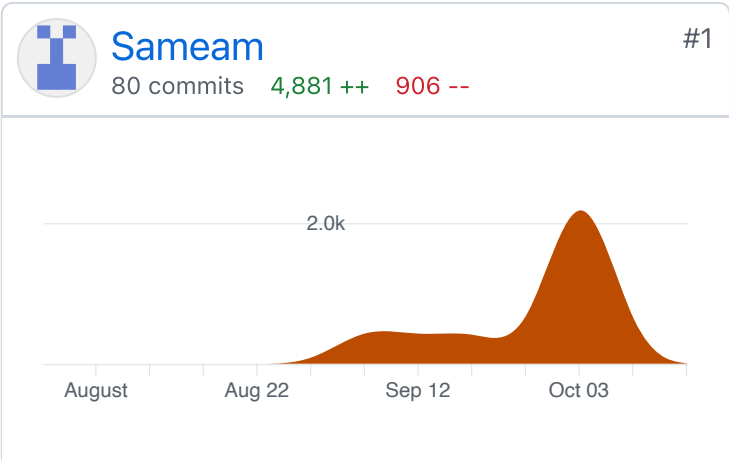 Sameam
#1
80 commits 4,881 ++ 906 --
2.0k
August Aug 22 Sep 12 Oct 03